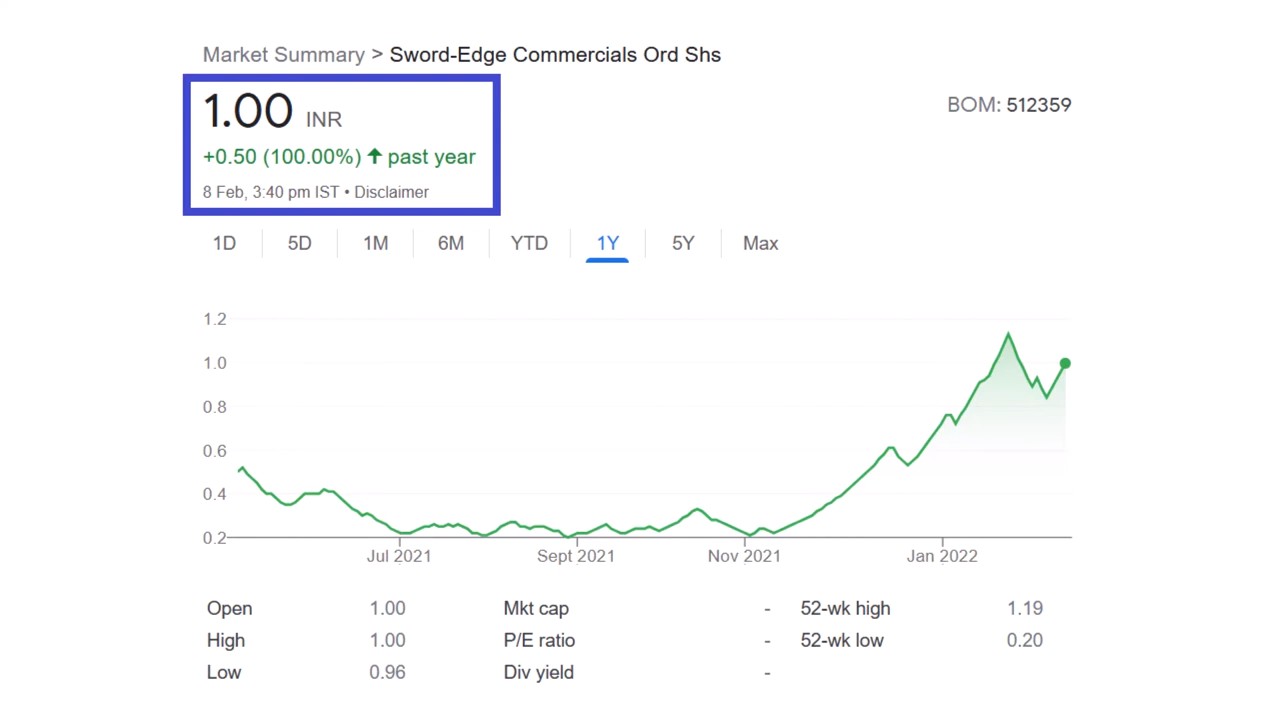 Market Summary > Sword-Edge Commercials Ord Shs
1.00 INR
BOM: 512359
+0.50 (100.00%) ↑ past year
8 Feb, 3:40 pm IST • Disclaimer
1D 5D 1M 6M YTD 1Y 5Y Max
1.2
1.0
0.8
0.6
0.4
0.2
Jul 2021 Sept 2021 Nov 2021 Jan 2022
Open 1.00 Mkt cap - 52-wk high 1.19
High 1.00 P/E ratio - 52-wk low 0.20
Low 0.96 Div yield -